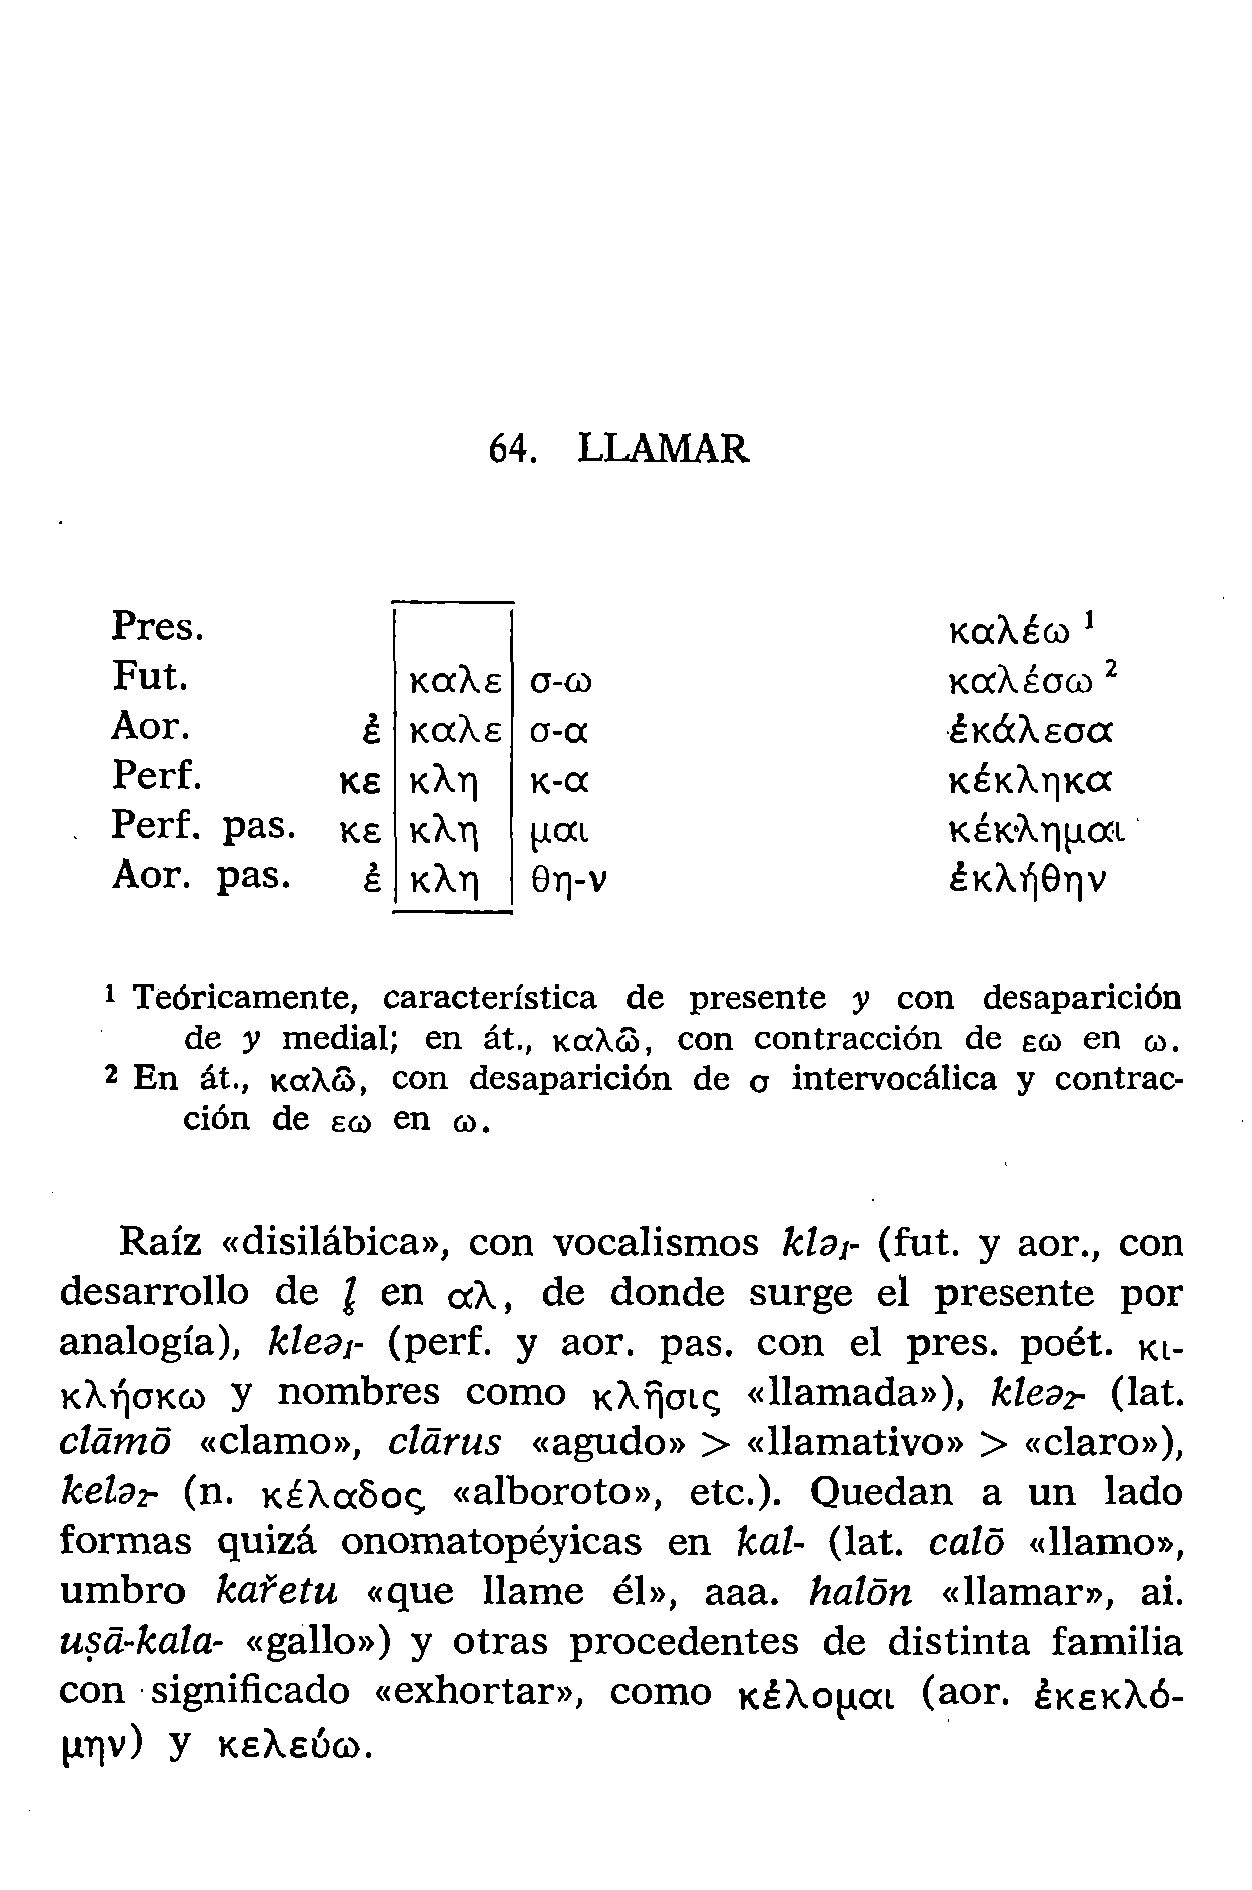 64. LLAMAR
Pres. καλέω ¹
Fut. καλε σ-ω καλέσω ²
Aor. ἐ καλε σ-α ἐκάλεσα
Perf. κε κλη κ-α κέκληκα
Perf. pas. κε κλη μαι κέκλημαι
Aor. pas. ἐ κλη θη-ν ἐκλήθην
¹ Teóricamente, característica de presente y con desaparición
de y medial; en át., καλῶ, con contracción de εω en ω.
² En át., καλῶ, con desaparición de σ intervocálica y contrac-
ción de εω en ω.
Raíz «disilábica», con vocalismos klə₁- (fut. y aor., con
desarrollo de l̥ en αλ, de donde surge el presente por
analogía), kleə₁- (perf. y aor. pas. con el pres. poét. κι-
κλήσκω y nombres como κλῆσις «llamada»), kleə₂- (lat.
clāmō «clamo», clārus «agudo» > «llamativo» > «claro»),
kelə₂- (n. κέλαδος «alboroto», etc.). Quedan a un lado
formas quizá onomatopéyicas en kal- (lat. calō «llamo»,
umbro kařetu «que llame él», aaa. halōn «llamar», ai.
uṣā-kala- «gallo») y otras procedentes de distinta familia
con significado «exhortar», como κέλομαι (aor. ἐκεκλό-
μην) y κελεύω.